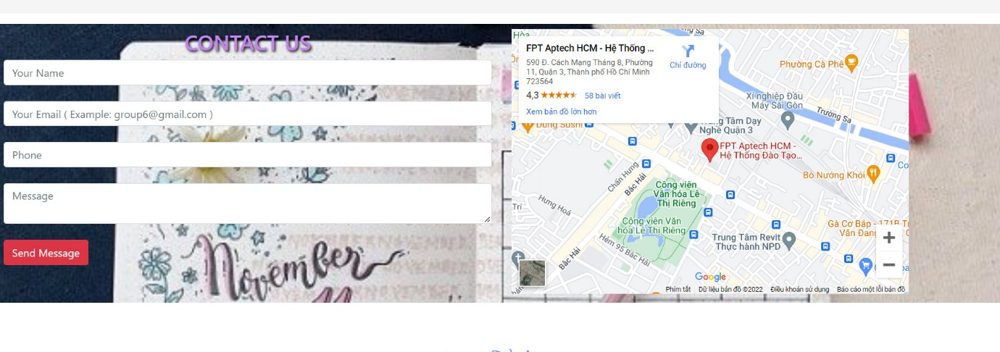 CONTACT US
Your Name
Your Email ( Example: group6@gmail.com )
Phone
Message
Send Message
November
Hòa
FPT Aptech HCM - Hệ Thống ...
590 Đ. Cách Mạng Tháng 8, Phường
11, Quận 3, Thành phố Hồ Chí Minh
723564
4,3
58 bài viết
Xem bản đồ lớn hơn
Chỉ đường
Phường Cà Phê
Xí nghiệp Đầu
Máy Sài Gòn
Trường Sa
Sa
Dũng Sushi
Tâm Dạy
Nghề Quận 3
FPT Aptech HCM -
Hệ Thống Đào Tạo...
Bò Nướng Khói
Co
Chấn Hưng
Bắc Hải
Công viên
Văn hóa Lê
Thị Riêng
Trí
Hưng Hoá
Công viên Văn
hóa Lê Thị Riêng
Gà Cơ Bắp - 171B
Văn Đang
Trung Tâm Revit
Thực hành NPD
Hẻm 95 Bắc Hải
Bắc Hải
+
−
Google
Phím tắt
Dữ liệu bản đồ ©2022
Điều khoản sử dụng
Báo cáo một lỗi bản đồ